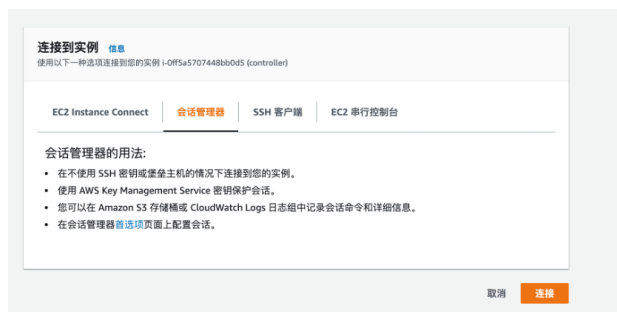 连接到实例 信息
使用以下一种选项连接到您的实例 i-0ff5a5707448bb0d5 (controller)
EC2 Instance Connect 会话管理器 SSH 客户端 EC2 串行控制台
会话管理器的用法:
• 在不使用 SSH 密钥或堡垒主机的情况下连接到您的实例。
• 使用 AWS Key Management Service 密钥保护会话。
• 您可以在 Amazon S3 存储桶或 CloudWatch Logs 日志组中记录会话命令和详细信息。
• 在会话管理器首选项页面上配置会话。
取消 连接